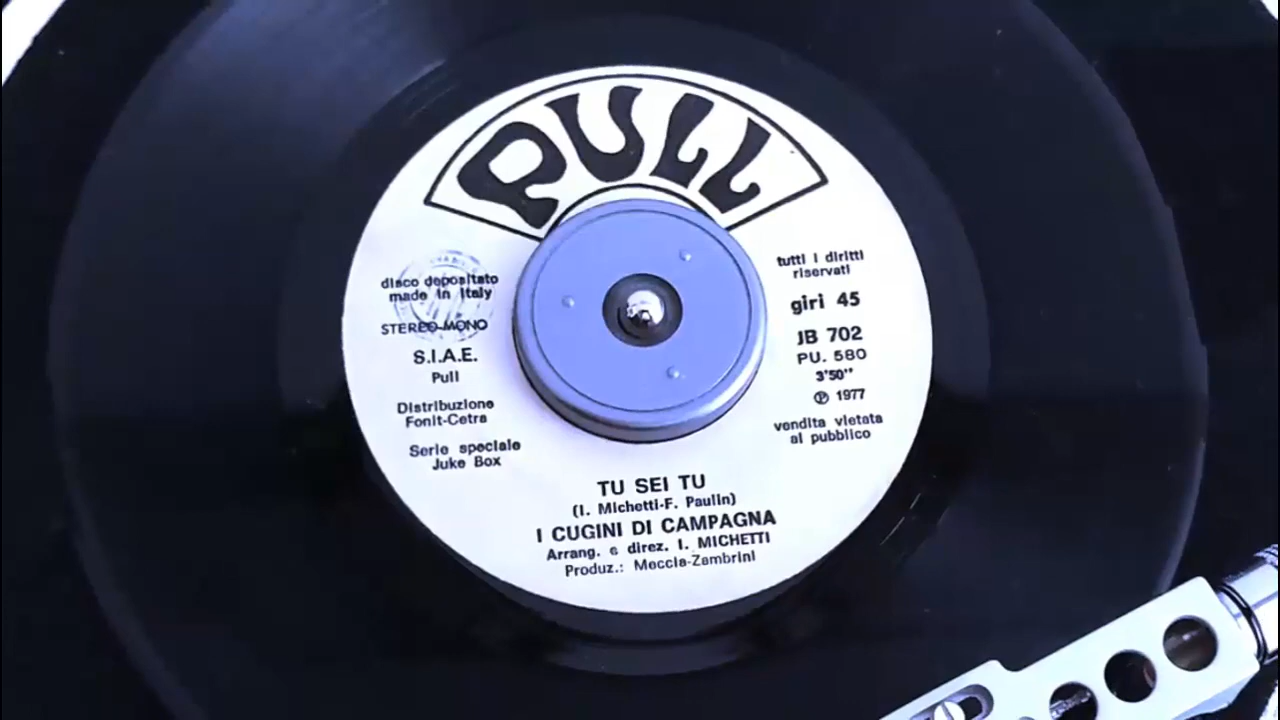 PULL
disco depositato
made in Italy
STEREO-MONO
S.I.A.E.
Pull
Distribuzione
Fonit-Cetra
Serie speciale
Juke Box
tutti i diritti
riservati
giri 45
JB 702
PU. 580
3'50"
Ⓟ 1977
vendita vietata
al pubblico
TU SEI TU
(I. Michetti-F. Paulin)
I CUGINI DI CAMPAGNA
Arrang. e direz. I. MICHETTI
Produz.: Meccia-Zambrini